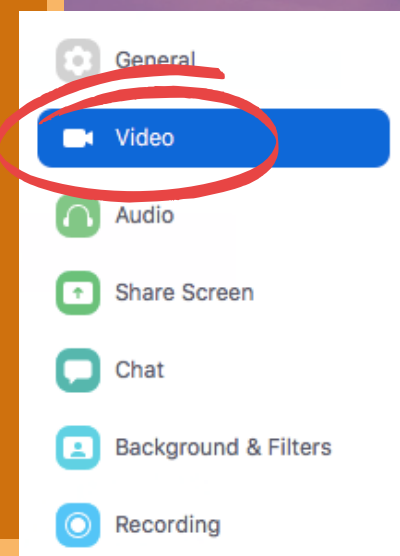 General
Video
Audio
Share Screen
Chat
Background & Filters
Recording